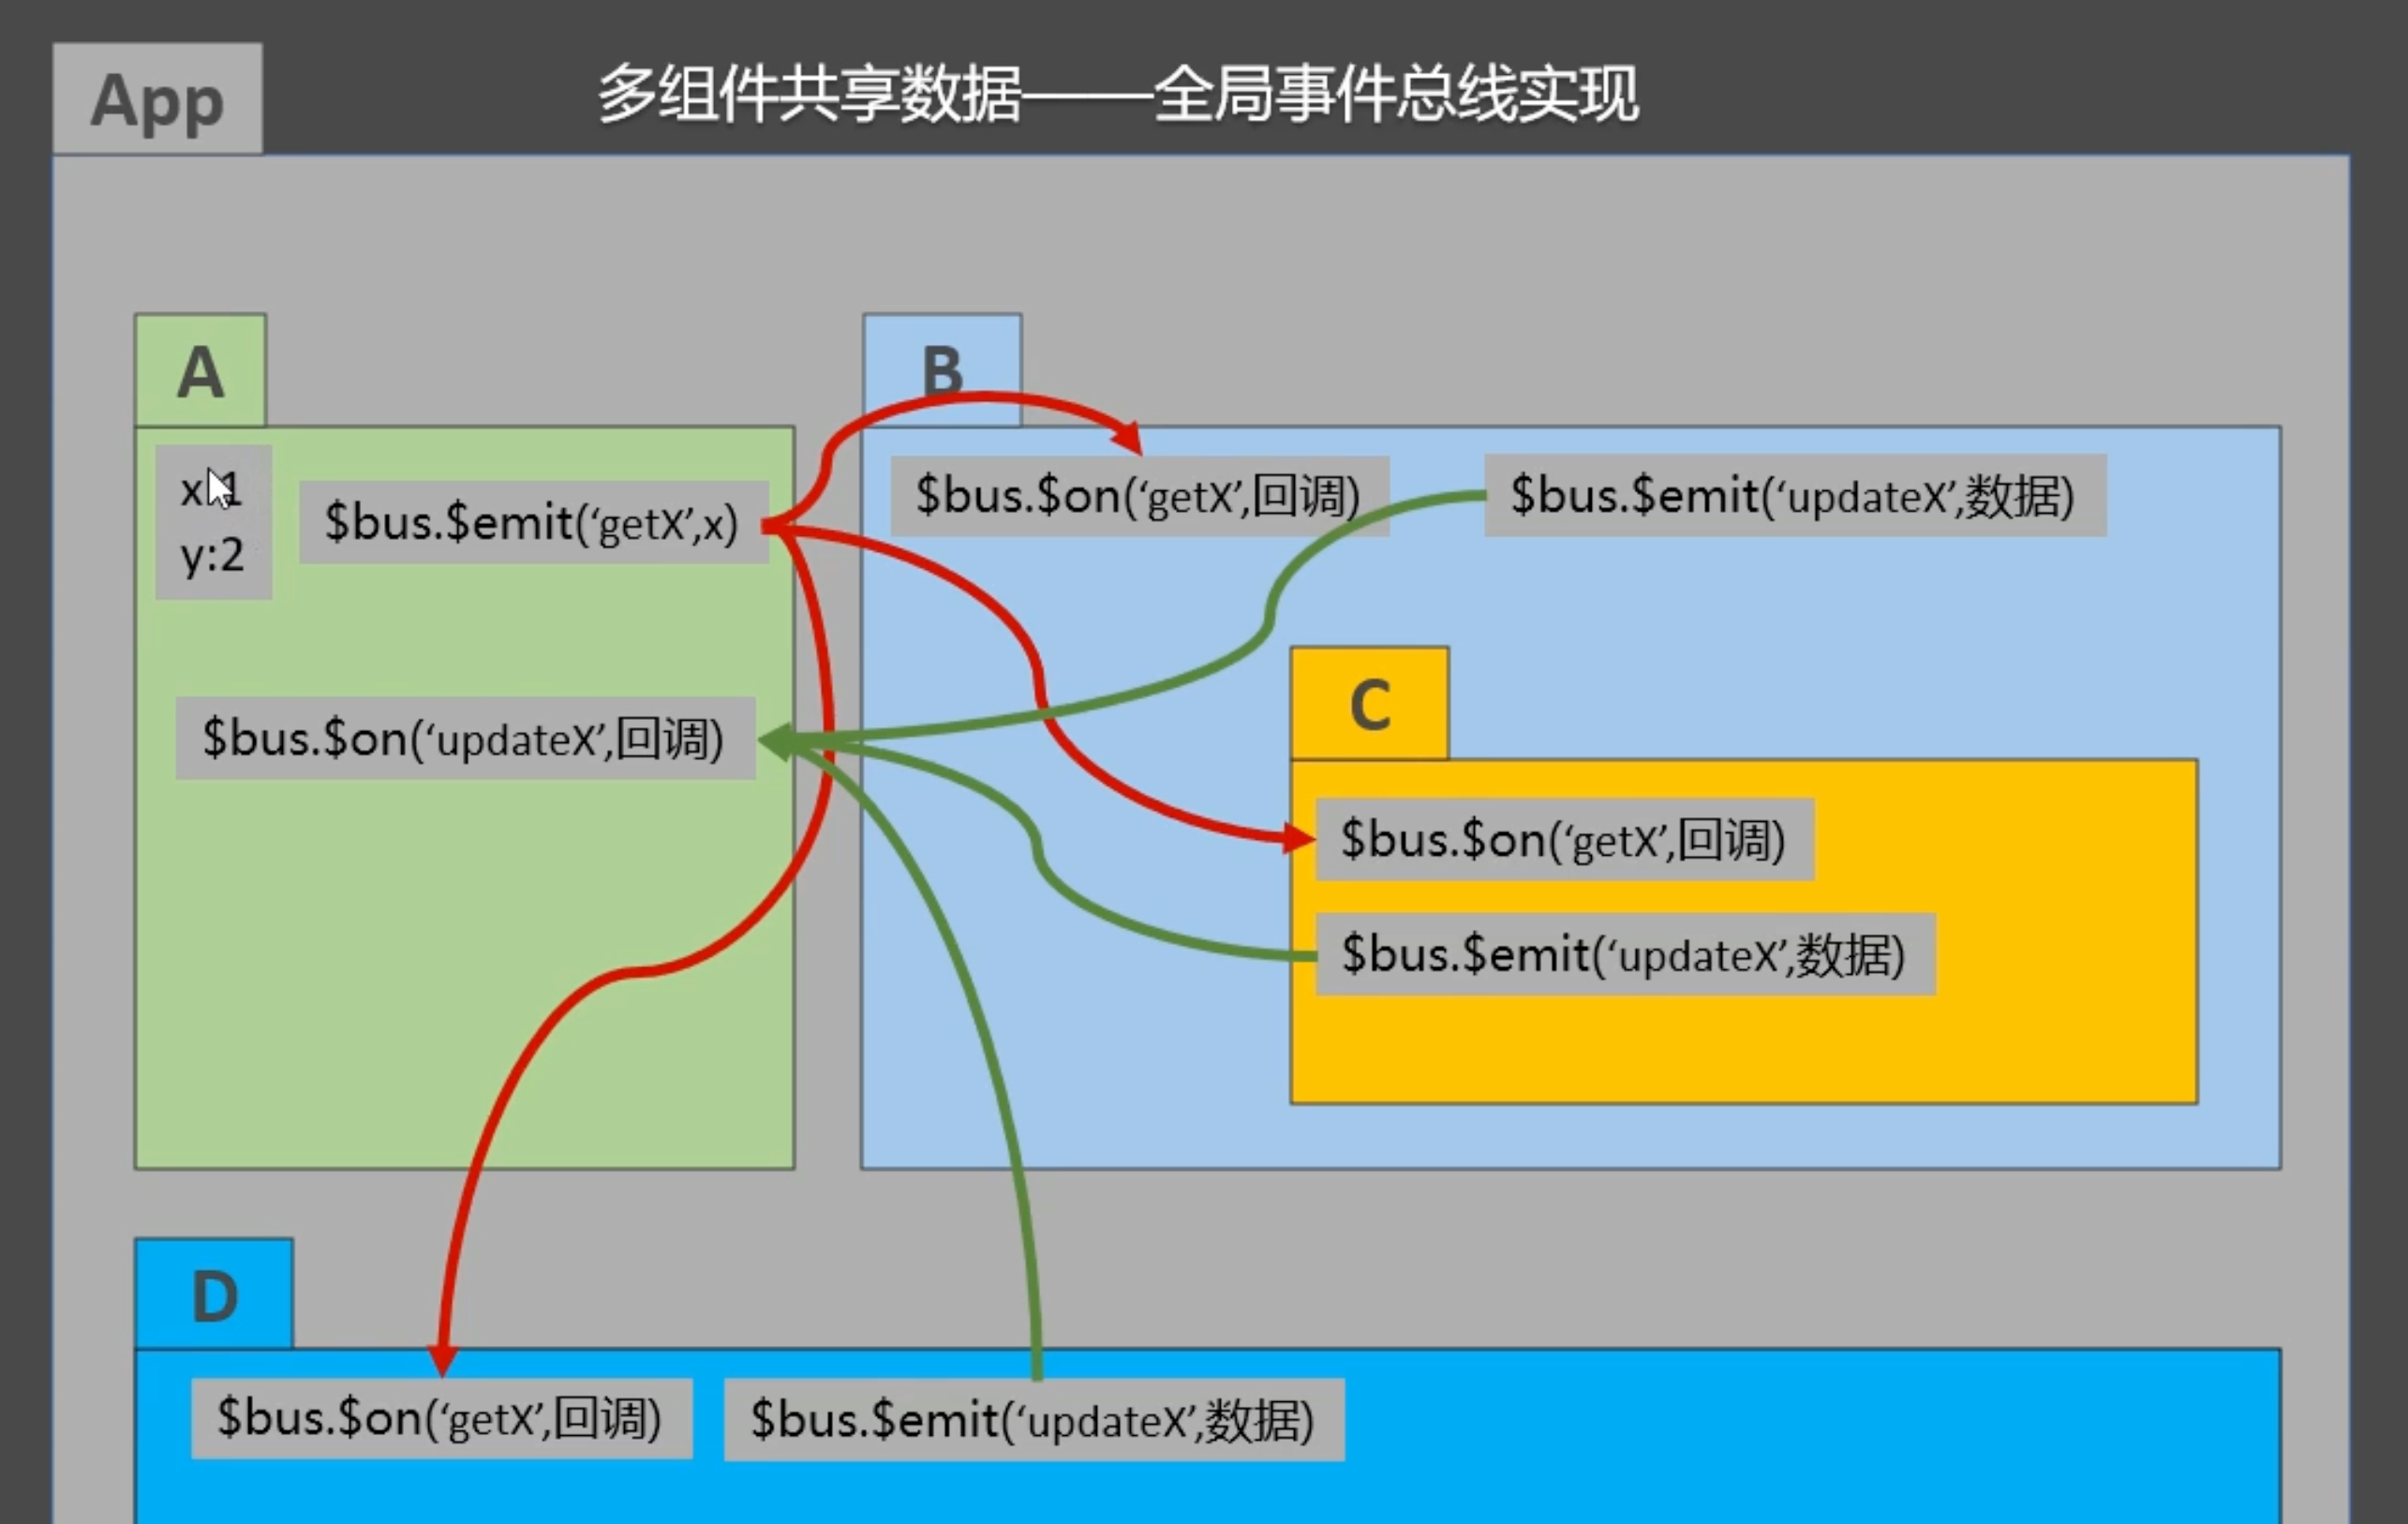 App
多组件共享数据——全局事件总线实现
A
B
x:1
y:2
$bus.$emit(‘getX’,x)
$bus.$on(‘getX’,回调)
$bus.$emit(‘updateX’,数据)
$bus.$on(‘updateX’,回调)
C
$bus.$on(‘getX’,回调)
$bus.$emit(‘updateX’,数据)
D
$bus.$on(‘getX’,回调)
$bus.$emit(‘updateX’,数据)